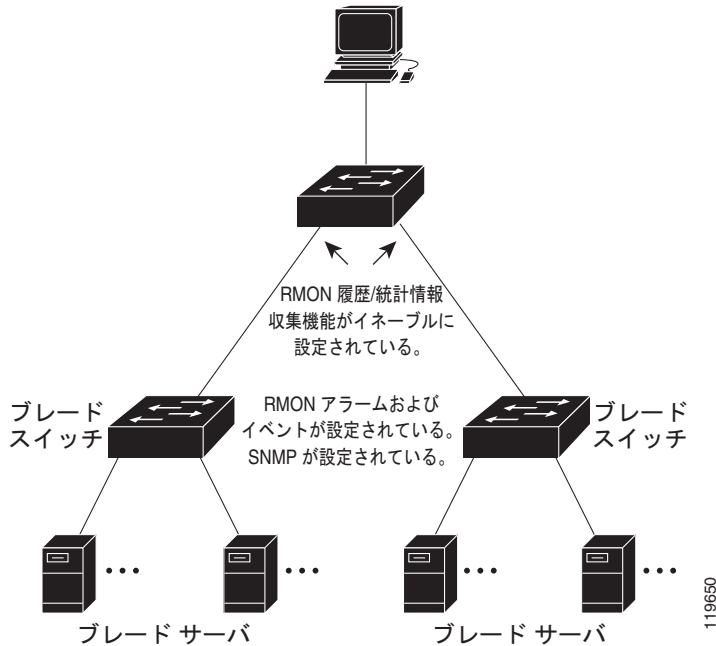 RMON 履歴/統計情報
収集機能がイネーブルに
設定されている。
ブレード
スイッチ
RMON アラームおよび
イベントが設定されている。
SNMP が設定されている。
ブレード
スイッチ
ブレード サーバ
ブレード サーバ
119650